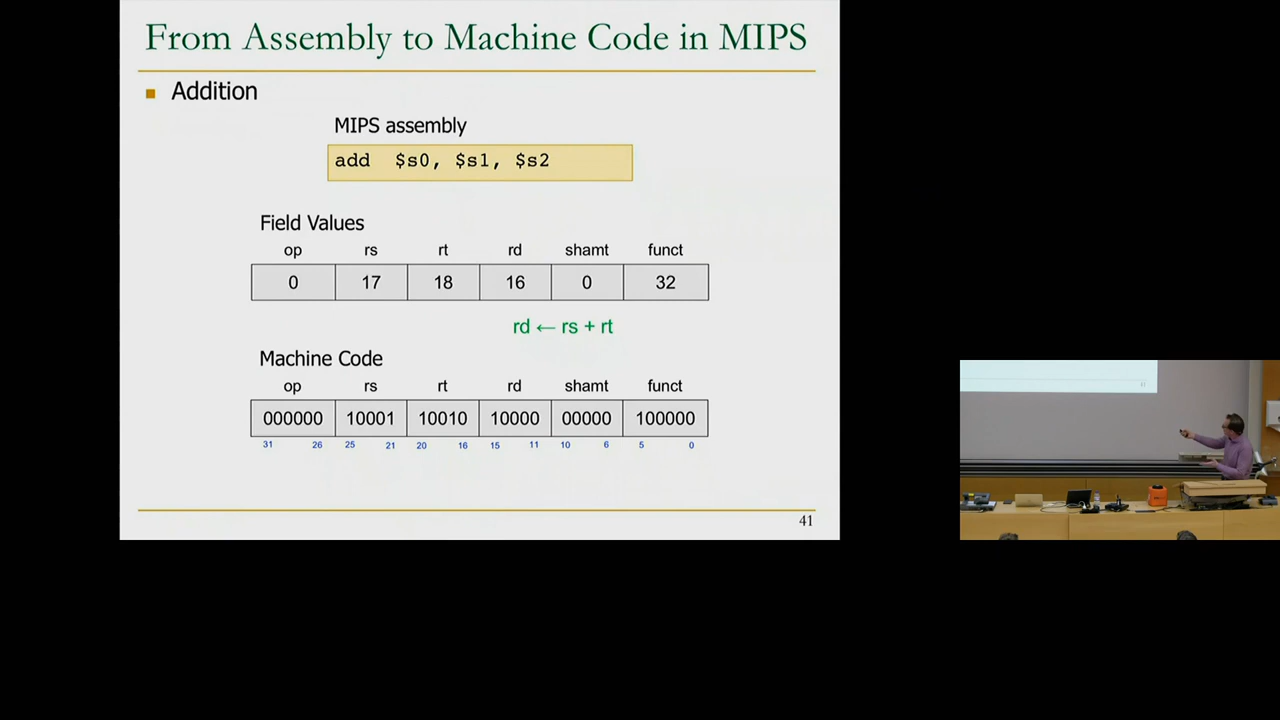 From Assembly to Machine Code in MIPS
Addition
MIPS assembly
add $s0, $s1, $s2
Field Values
op rs rt rd shamt funct
0 17 18 16 0 32
rd ← rs + rt
Machine Code
op rs rt rd shamt funct
000000 10001 10010 10000 00000 100000
31 26 25 21 20 16 15 11 10 6 5 0
41